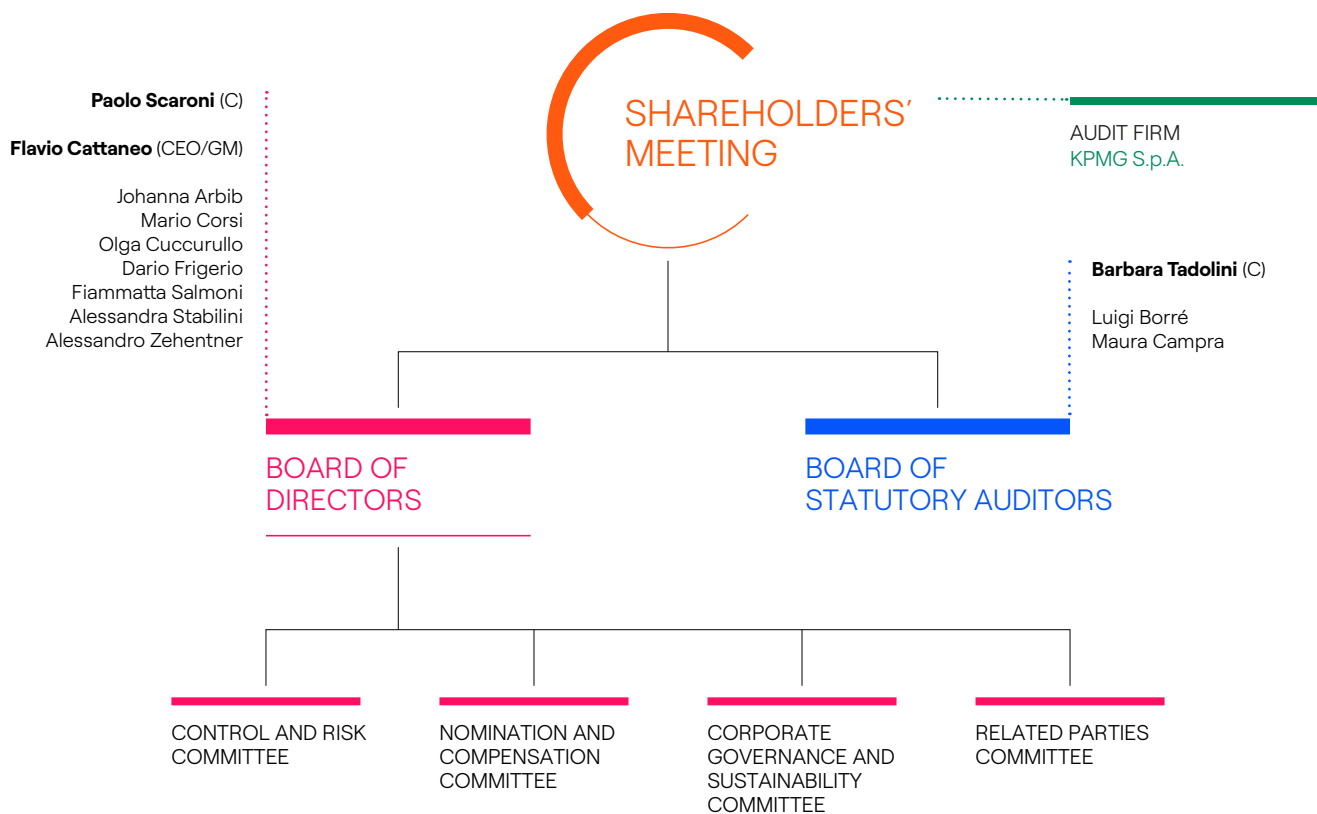 SHAREHOLDERS'
MEETING
Paolo Scaroni (C)
Flavio Cattaneo (CEO/GM)
Johanna Arbib
Mario Corsi
Olga Cuccurullo
Dario Frigerio
Fiammatta Salmoni
Alessandra Stabilini
Alessandro Zehentner
AUDIT FIRM
KPMG S.p.A.
Barbara Tadolini (C)
Luigi Borré
Maura Campra
BOARD OF
DIRECTORS
BOARD OF
STATUTORY AUDITORS
CONTROL AND RISK
COMMITTEE
NOMINATION AND
COMPENSATION
COMMITTEE
CORPORATE
GOVERNANCE AND
SUSTAINABILITY
COMMITTEE
RELATED PARTIES
COMMITTEE